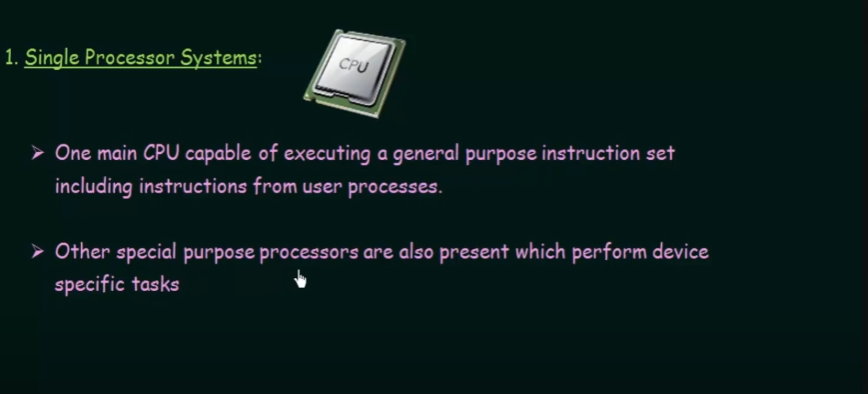 1. Single Processor Systems:
CPU
➢ One main CPU capable of executing a general purpose instruction set
including instructions from user processes.
➢ Other special purpose processors are also present which perform device
specific tasks